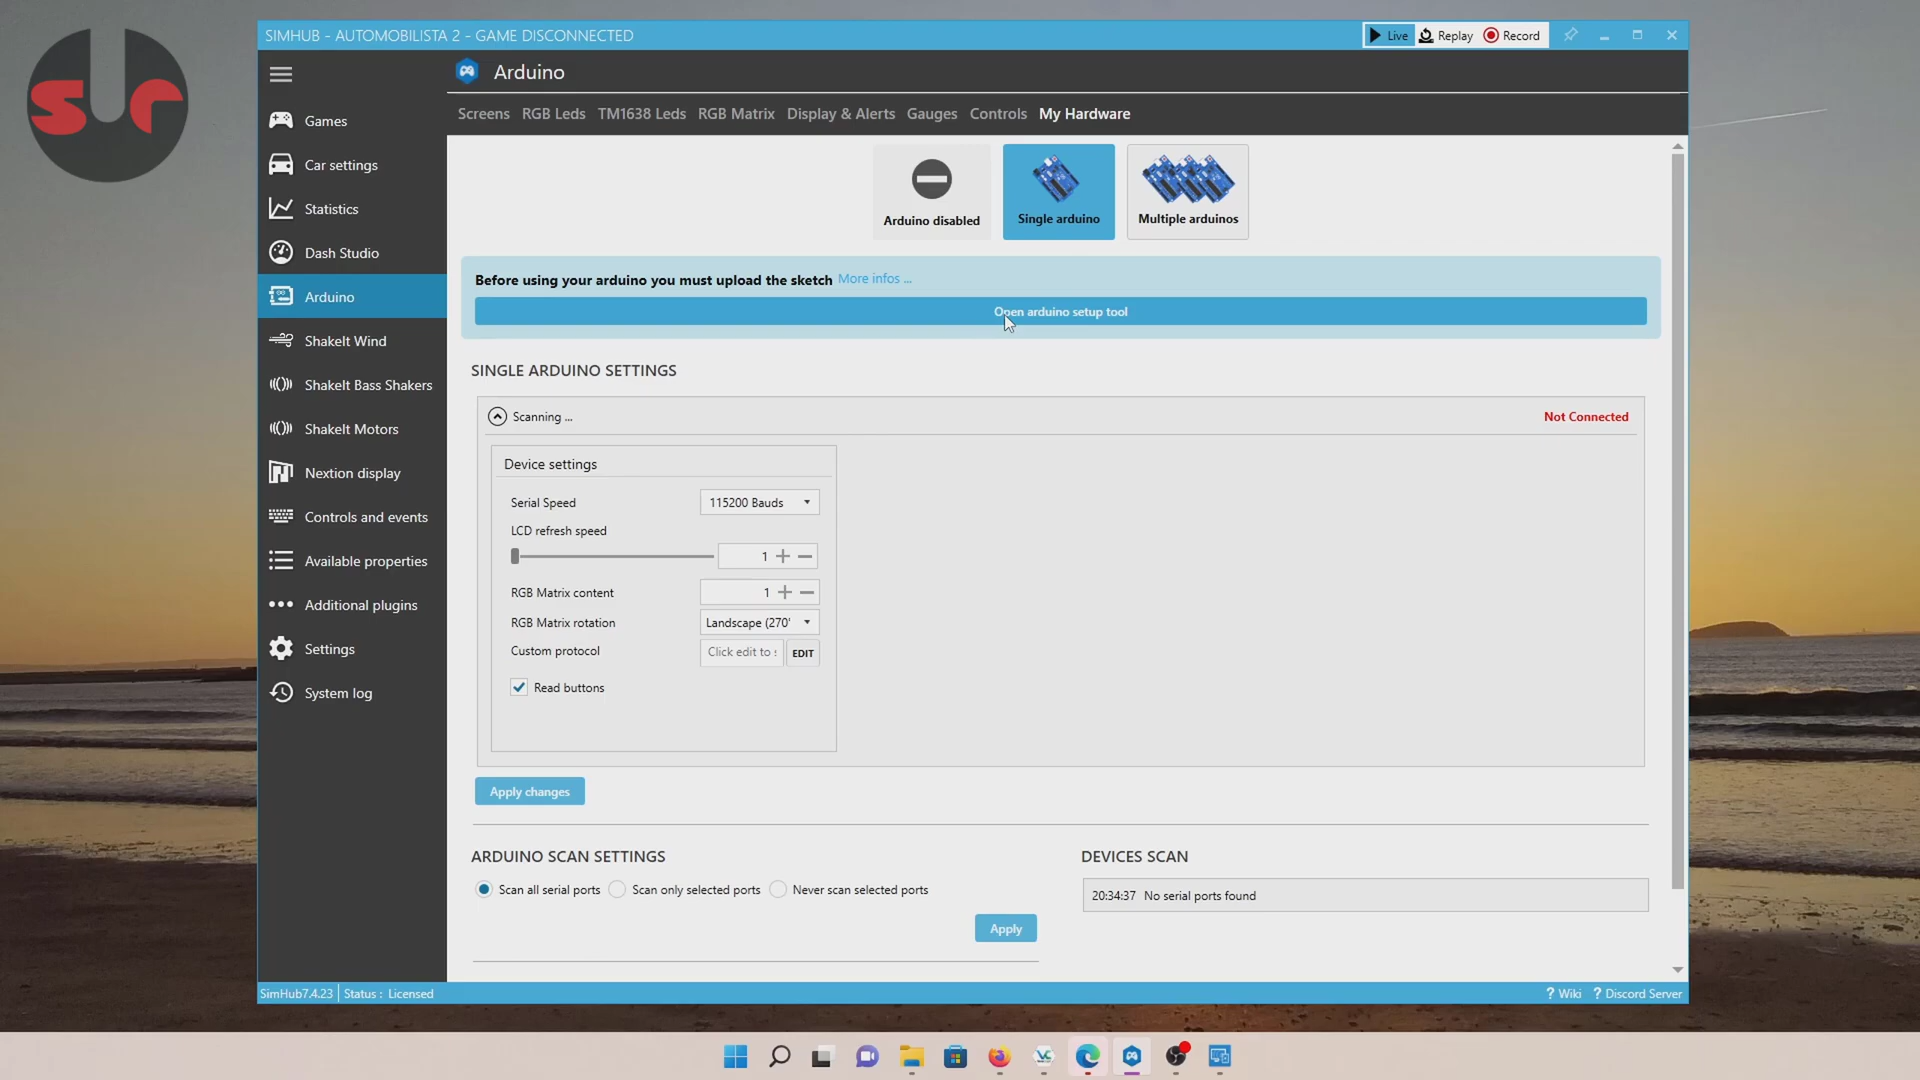 SIMHUB - AUTOMOBILISTA 2 - GAME DISCONNECTED
Live Replay Record
sur
Arduino
Games
Car settings
Statistics
Dash Studio
Arduino
ShakeIt Wind
ShakeIt Bass Shakers
ShakeIt Motors
Nextion display
Controls and events
Available properties
Additional plugins
Settings
System log
Screens RGB Leds TM1638 Leds RGB Matrix Display & Alerts Gauges Controls My Hardware
Arduino disabled
Single arduino
Multiple arduinos
Before using your arduino you must upload the sketch More infos ...
Open arduino setup tool
SINGLE ARDUINO SETTINGS
Scanning ... Not Connected
Device settings
Serial Speed 115200 Bauds
LCD refresh speed
1
RGB Matrix content 1
RGB Matrix rotation Landscape (270°
Custom protocol Click edit to s EDIT
Read buttons
Apply changes
ARDUINO SCAN SETTINGS
Scan all serial ports Scan only selected ports Never scan selected ports
Apply
DEVICES SCAN
20:34:37 No serial ports found
SimHub7.4.23 Status : Licensed
? Wiki ? Discord Server